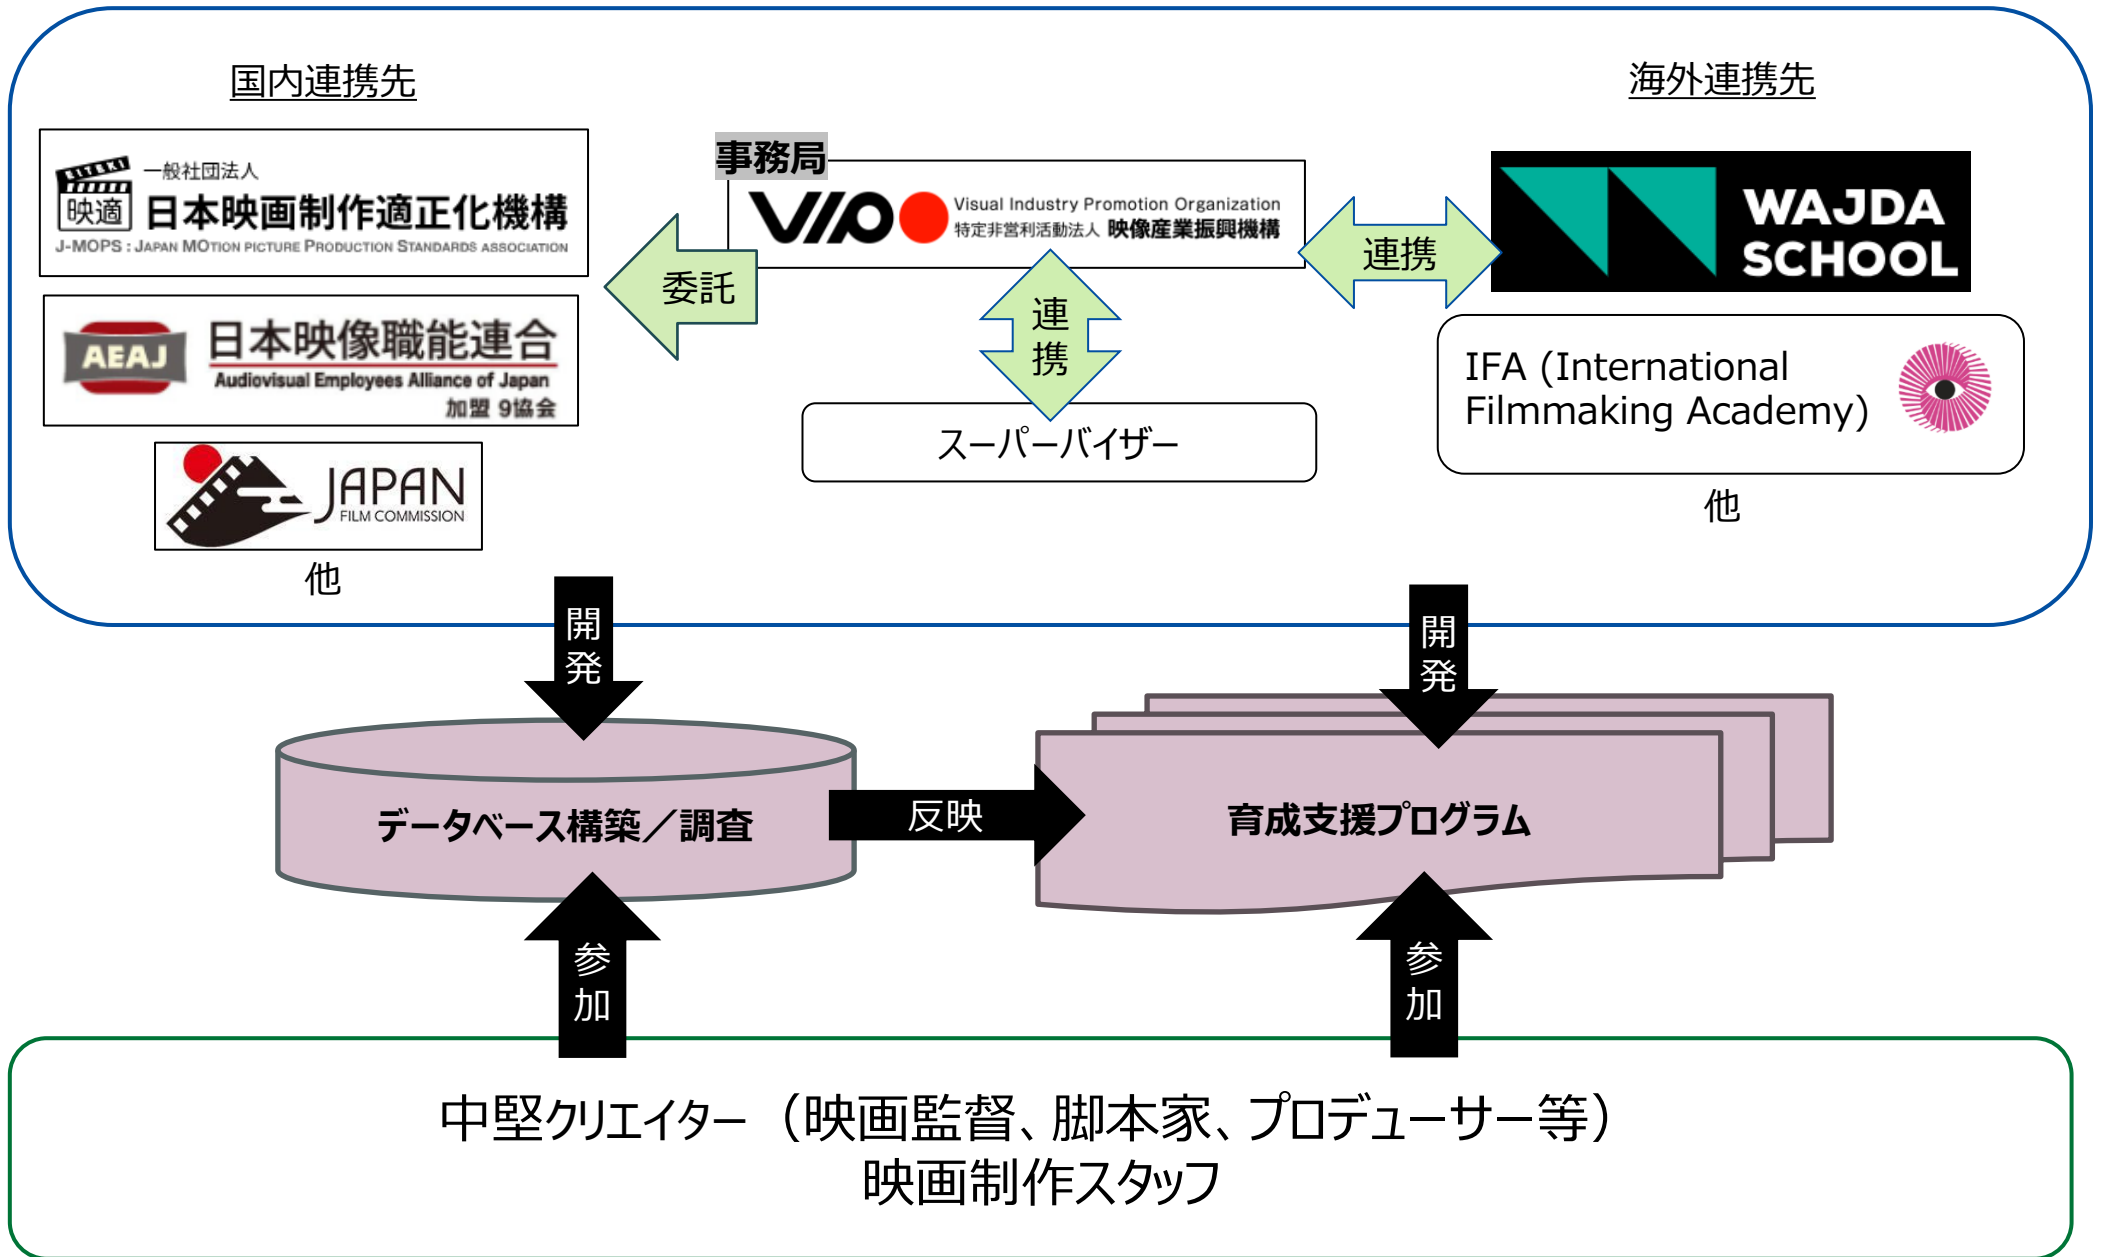 国内連携先
EITEKI
映適
一般社団法人
日本映画制作適正化機構
J-MOPS : JAPAN MOTION PICTURE PRODUCTION STANDARDS ASSOCIATION
AEAJ
日本映像職能連合
Audiovisual Employees Alliance of Japan
加盟 9協会
JAPAN
FILM COMMISSION
他
委託
事務局
VIPO
Visual Industry Promotion Organization
特定非営利活動法人 映像産業振興機構
連携
スーパーバイザー
連携
海外連携先
WAJDA
SCHOOL
IFA (International
Filmmaking Academy)
他
開発
開発
データベース構築／調査
反映
育成支援プログラム
参加
参加
中堅クリエイター（映画監督、脚本家、プロデューサー等）
映画制作スタッフ